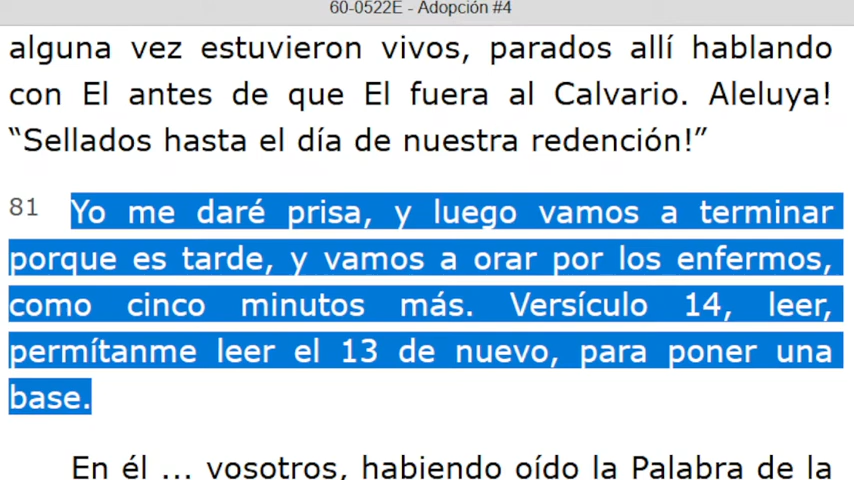 60-0522E - Adopción #4
alguna vez estuvieron vivos, parados allí hablando
con El antes de que El fuera al Calvario. Aleluya!
“Sellados hasta el día de nuestra redención!”
81 Yo me daré prisa, y luego vamos a terminar
porque es tarde, y vamos a orar por los enfermos,
como cinco minutos más. Versículo 14, leer,
permítanme leer el 13 de nuevo, para poner una
base.
En él ... vosotros, habiendo oído la Palabra de la